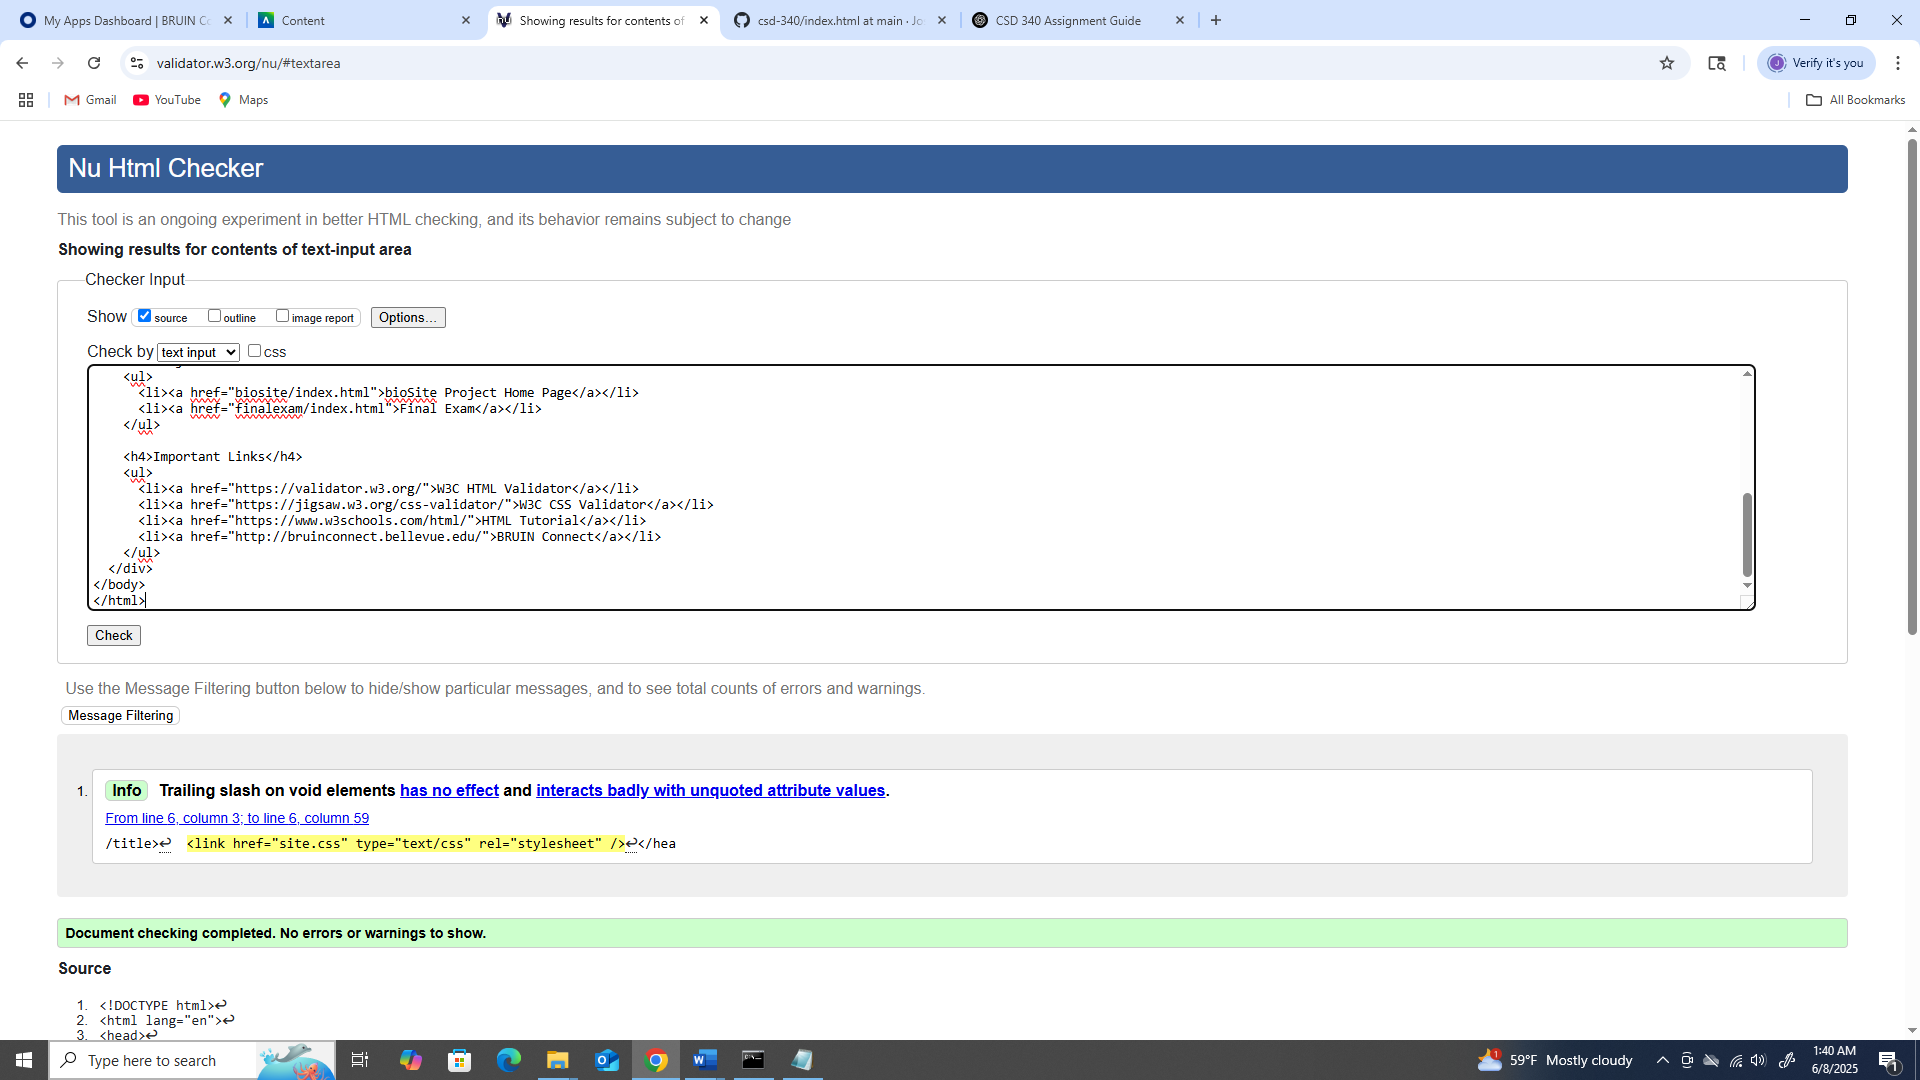 My Apps Dashboard | BRUIN Co
Content
Showing results for contents of
csd-340/index.html at main · Jo
CSD 340 Assignment Guide
validator.w3.org/nu/#textarea
Verify it's you
Gmail
YouTube
Maps
All Bookmarks
Nu Html Checker
This tool is an ongoing experiment in better HTML checking, and its behavior remains subject to change
Showing results for contents of text-input area
Checker Input
Show source outline image report Options...
Check by text input css
<ul>
<li><a href="biosite/index.html">bioSite Project Home Page</a></li>
<li><a href="finalexam/index.html">Final Exam</a></li>
</ul>
<h4>Important Links</h4>
<ul>
<li><a href="https://validator.w3.org/">W3C HTML Validator</a></li>
<li><a href="https://jigsaw.w3.org/css-validator/">W3C CSS Validator</a></li>
<li><a href="https://www.w3schools.com/html/">HTML Tutorial</a></li>
<li><a href="http://bruinconnect.bellevue.edu/">BRUIN Connect</a></li>
</ul>
</div>
</body>
</html>
Check
Use the Message Filtering button below to hide/show particular messages, and to see total counts of errors and warnings.
Message Filtering
1. Info Trailing slash on void elements has no effect and interacts badly with unquoted attribute values.
From line 6, column 3; to line 6, column 59
/title>↩ <link href="site.css" type="text/css" rel="stylesheet" />↩</hea
Document checking completed. No errors or warnings to show.
Source
1. <!DOCTYPE html>↩
2. <html lang="en">↩
3. <head>↩
Type here to search
1
59°F Mostly cloudy
1:40 AM
6/8/2025
1